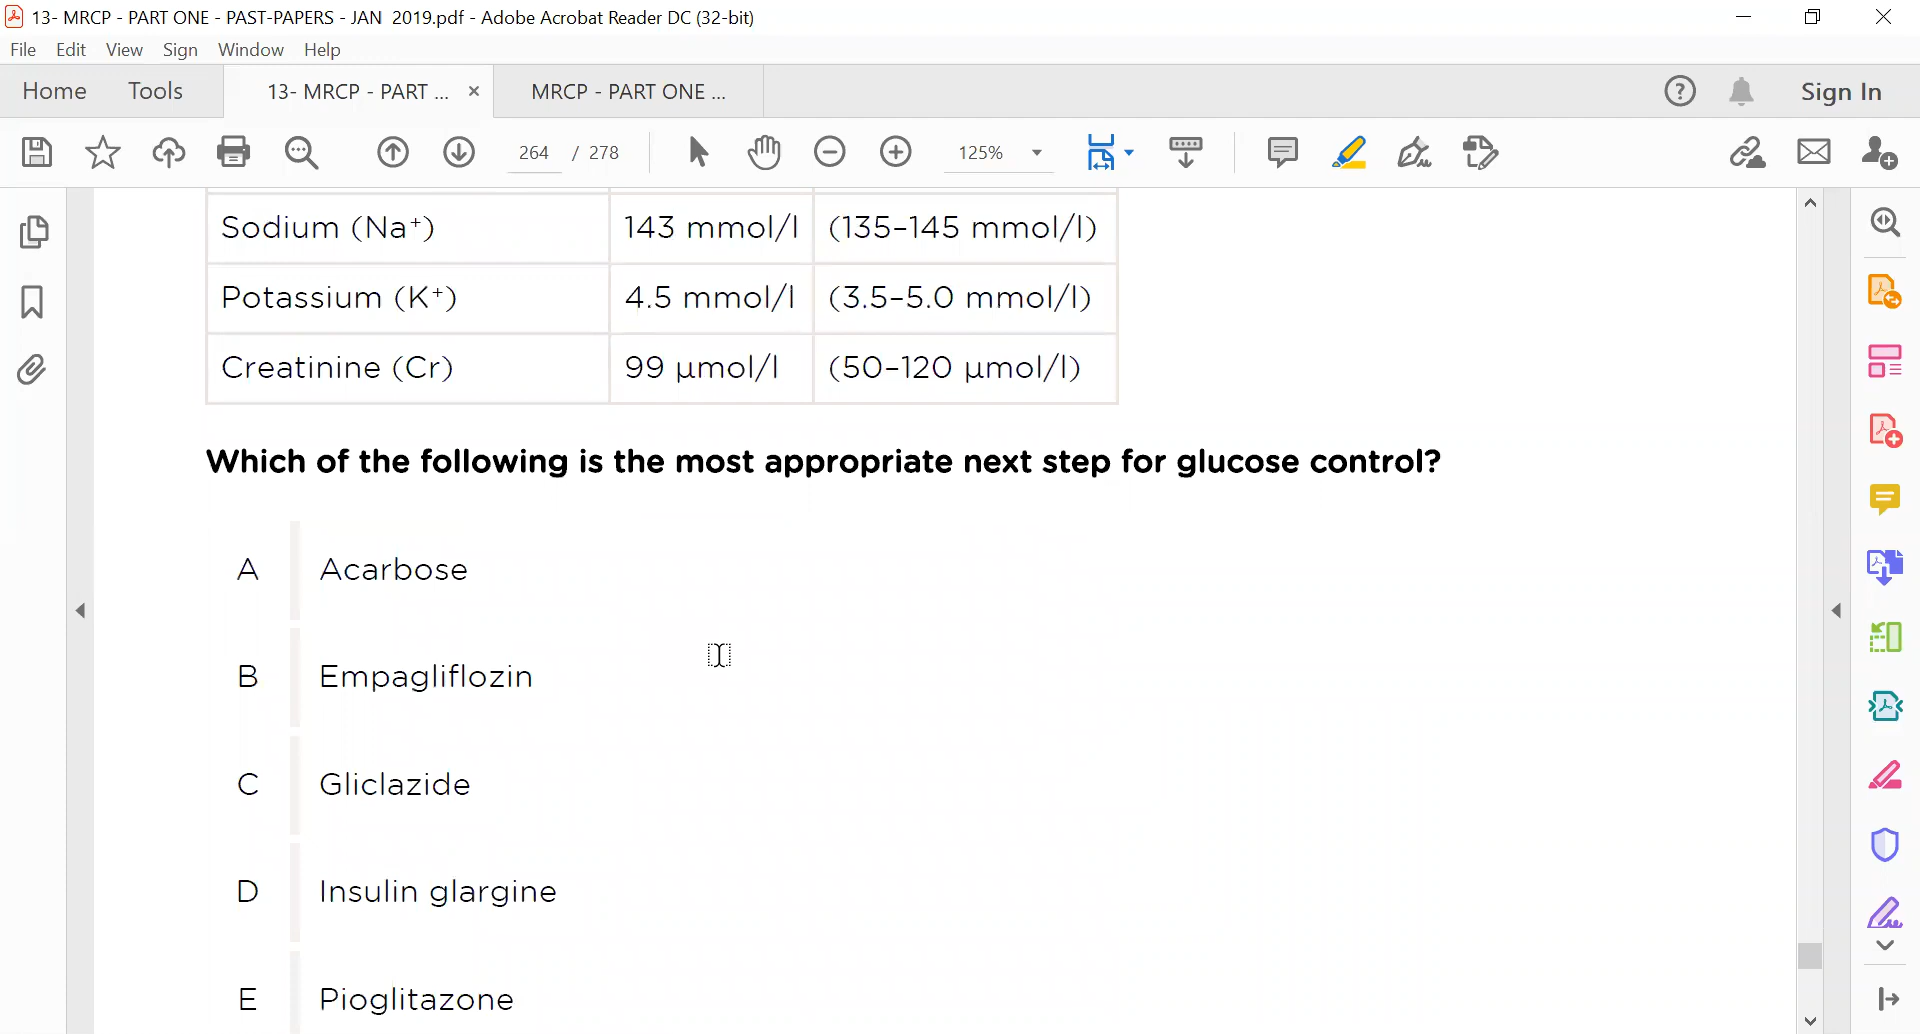 13- MRCP - PART ONE - PAST-PAPERS - JAN 2019.pdf - Adobe Acrobat Reader DC (32-bit)
File Edit View Sign Window Help
Home Tools 13- MRCP - PART ... × MRCP - PART ONE ... Sign In
264 / 278 125%
Sodium (Na⁺) 143 mmol/l (135–145 mmol/l)
Potassium (K⁺) 4.5 mmol/l (3.5–5.0 mmol/l)
Creatinine (Cr) 99 µmol/l (50–120 µmol/l)
Which of the following is the most appropriate next step for glucose control?
A Acarbose
B Empagliflozin
C Gliclazide
D Insulin glargine
E Pioglitazone